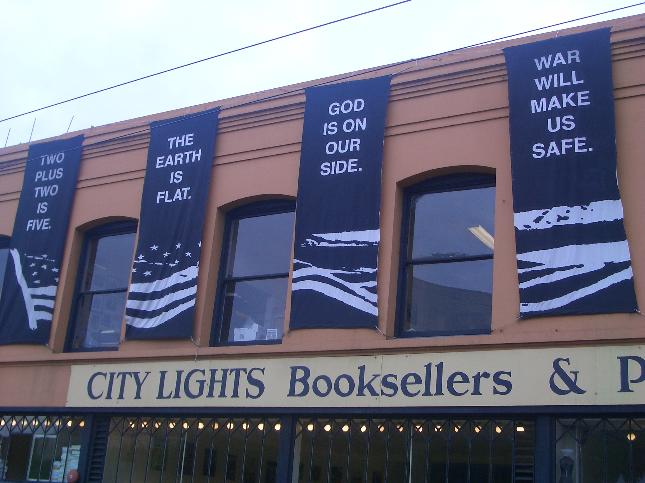 TWO
PLUS
TWO
IS
FIVE.
THE
EARTH
IS
FLAT.
GOD
IS ON
OUR
SIDE.
WAR
WILL
MAKE
US
SAFE.
CITY LIGHTS Booksellers & P